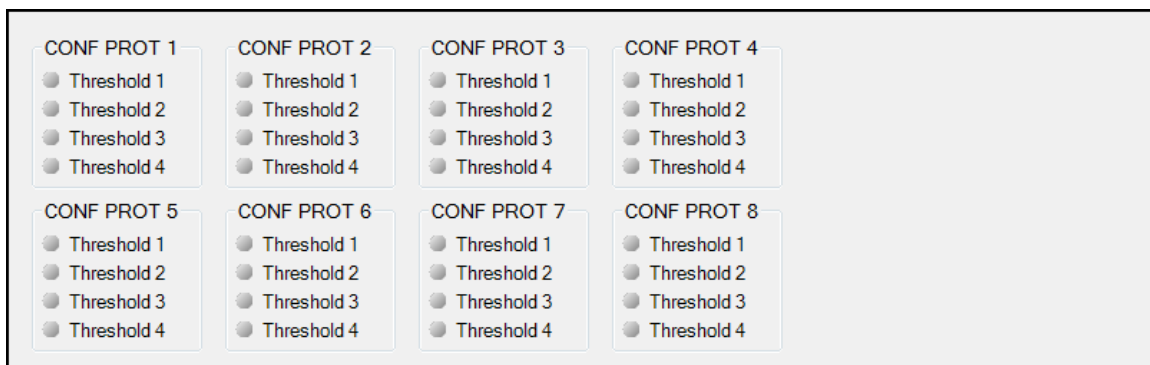 CONF PROT 1 CONF PROT 2 CONF PROT 3 CONF PROT 4
Threshold 1 Threshold 1 Threshold 1 Threshold 1
Threshold 2 Threshold 2 Threshold 2 Threshold 2
Threshold 3 Threshold 3 Threshold 3 Threshold 3
Threshold 4 Threshold 4 Threshold 4 Threshold 4
CONF PROT 5 CONF PROT 6 CONF PROT 7 CONF PROT 8
Threshold 1 Threshold 1 Threshold 1 Threshold 1
Threshold 2 Threshold 2 Threshold 2 Threshold 2
Threshold 3 Threshold 3 Threshold 3 Threshold 3
Threshold 4 Threshold 4 Threshold 4 Threshold 4